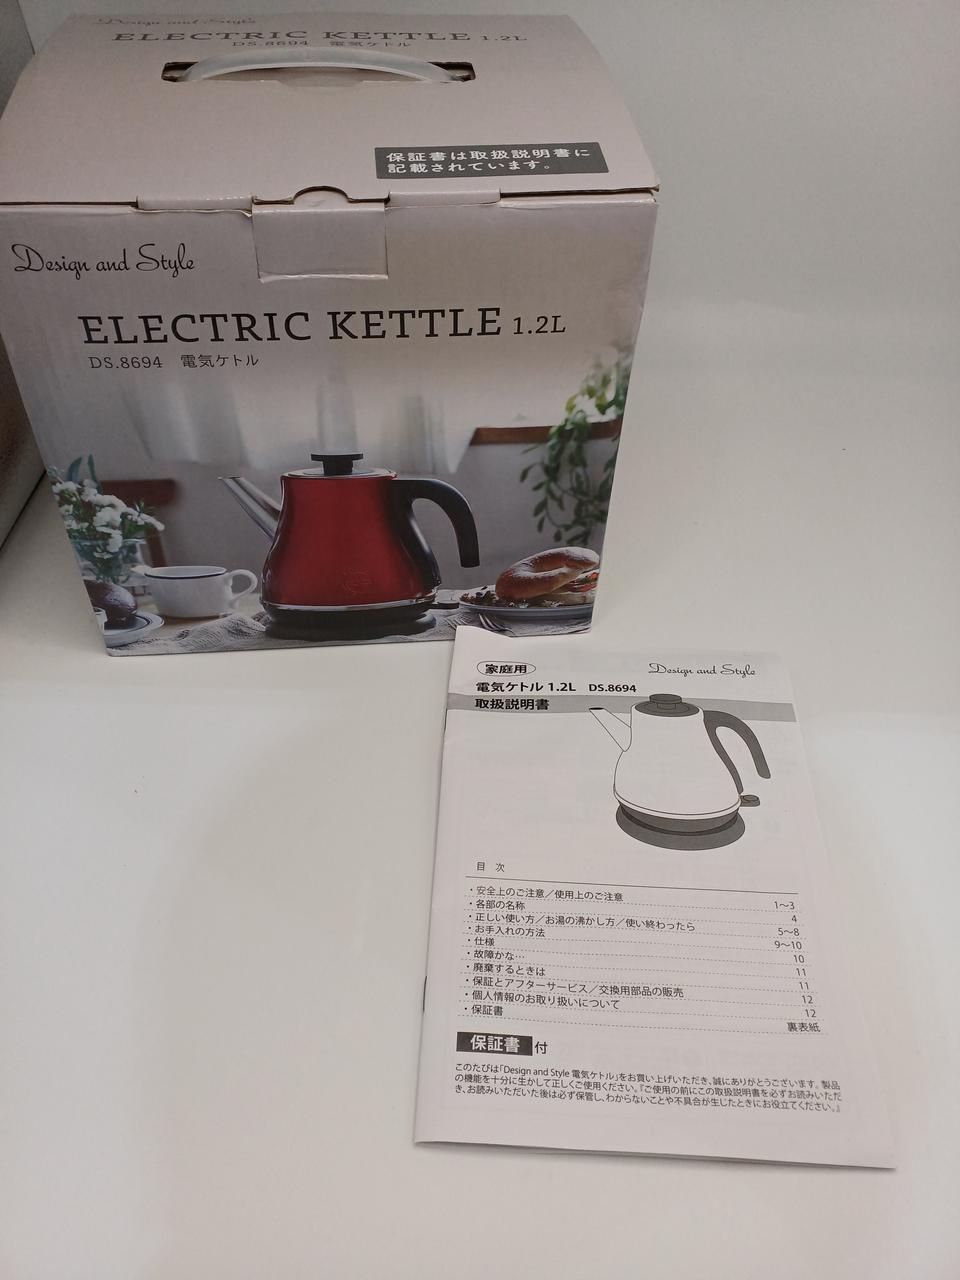 Design and Style
ELECTRIC KETTLE 1.2L
DS.8694 電気ケトル
保証書は取扱説明書に
記載されています。
Design and Style
ELECTRIC KETTLE 1.2L
DS.8694 電気ケトル
家庭用
Design and Style
電気ケトル 1.2L DS.8694
取扱説明書
目 次
・安全上のご注意／使用上のご注意 1〜3
・各部の名称 4
・正しい使い方／お湯の沸かし方／使い終わったら 5〜8
・お手入れの方法 9〜10
・仕様 10
・故障かな… 11
・廃棄するときは 11
・保証とアフターサービス／交換用部品の販売 12
・個人情報のお取り扱いについて 12
・保証書 裏表紙
保証書付
このたびは「Design and Style 電気ケトル」をお買い上げいただき、誠にありがとうございます。製品
の機能を十分に生かして正しくご使用ください。『ご使用の前にこの取扱説明書を必ずお読みいただ
き、お読みいただいた後は必ず保管し、わからないことや不具合が生じたときにお役立てください。』